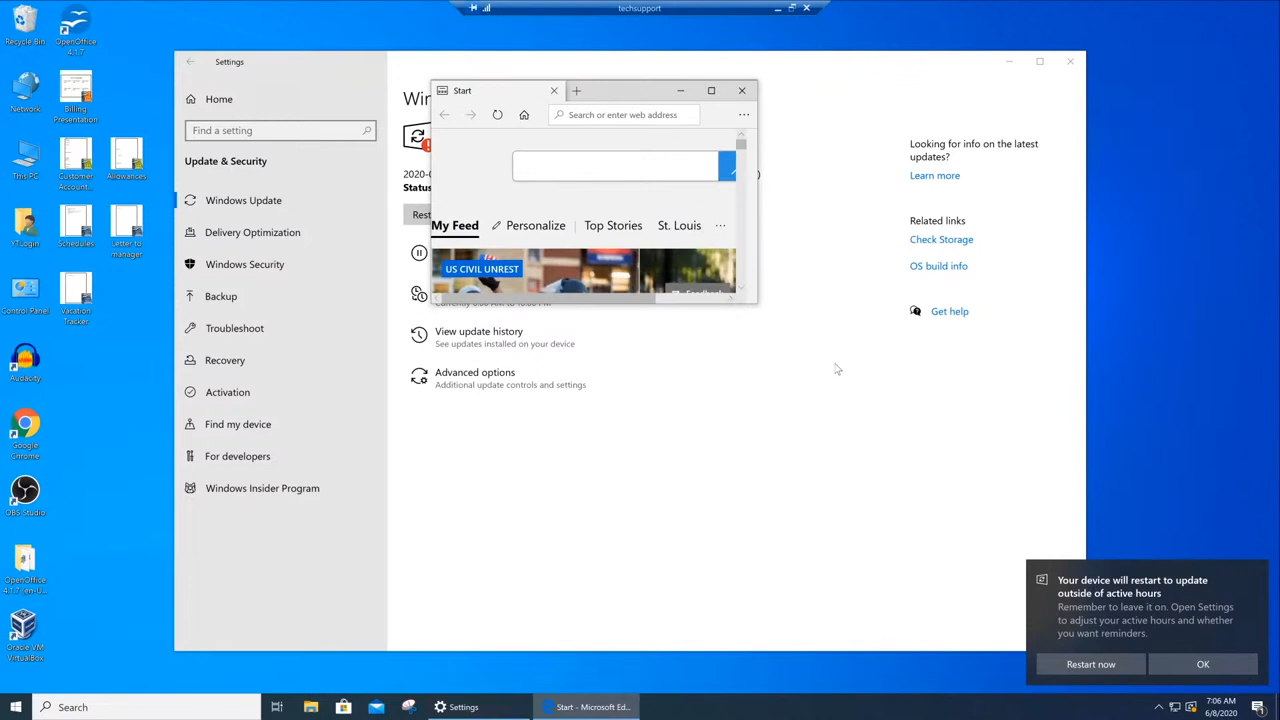 techsupport
Recycle Bin
OpenOffice
4.1.7
Network
Billing
Presentation
This PC
Customer
Account...
Allowances
YTLogin
Schedules
Letter to
manager
Control Panel
Vacation
Tracker
Audacity
Google
Chrome
OBS Studio
OpenOffice
4.1.7 (en-U...
Oracle VM
VirtualBox
Settings
Home
Find a setting
Update & Security
Windows Update
Delivery Optimization
Windows Security
Backup
Troubleshoot
Recovery
Activation
Find my device
For developers
Windows Insider Program
Win
2020-0
Status
Rest
Start
Search or enter web address
My Feed
Personalize
Top Stories
St. Louis
US CIVIL UNREST
Feedback
View update history
See updates installed on your device
Advanced options
Additional update controls and settings
Looking for info on the latest
updates?
Learn more
Related links
Check Storage
OS build info
Get help
Your device will restart to update
outside of active hours
Remember to leave it on. Open Settings
to adjust your active hours and whether
you want reminders.
Restart now
OK
Search
Settings
Start - Microsoft Ed...
7:06 AM
6/8/2020
1